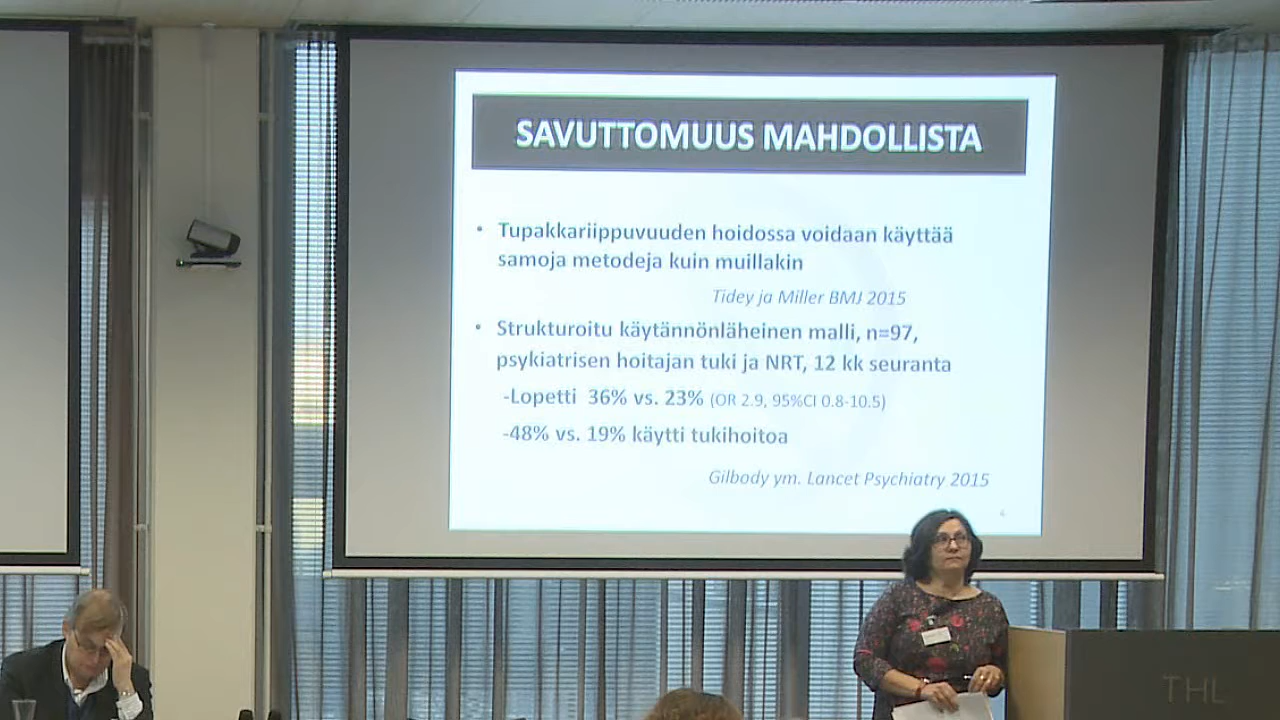 SAVUTTOMUUS MAHDOLLISTA
• Tupakkariippuvuuden hoidossa voidaan käyttää
samoja metodeja kuin muillakin
Tidey ja Miller BMJ 2015
• Strukturoitu käytännönläheinen malli, n=97,
psykiatrisen hoitajan tuki ja NRT, 12 kk seuranta
-Lopetti 36% vs. 23% (OR 2.9, 95%CI 0.8-10.5)
-48% vs. 19% käytti tukihoitoa
Gilbody ym. Lancet Psychiatry 2015
THL